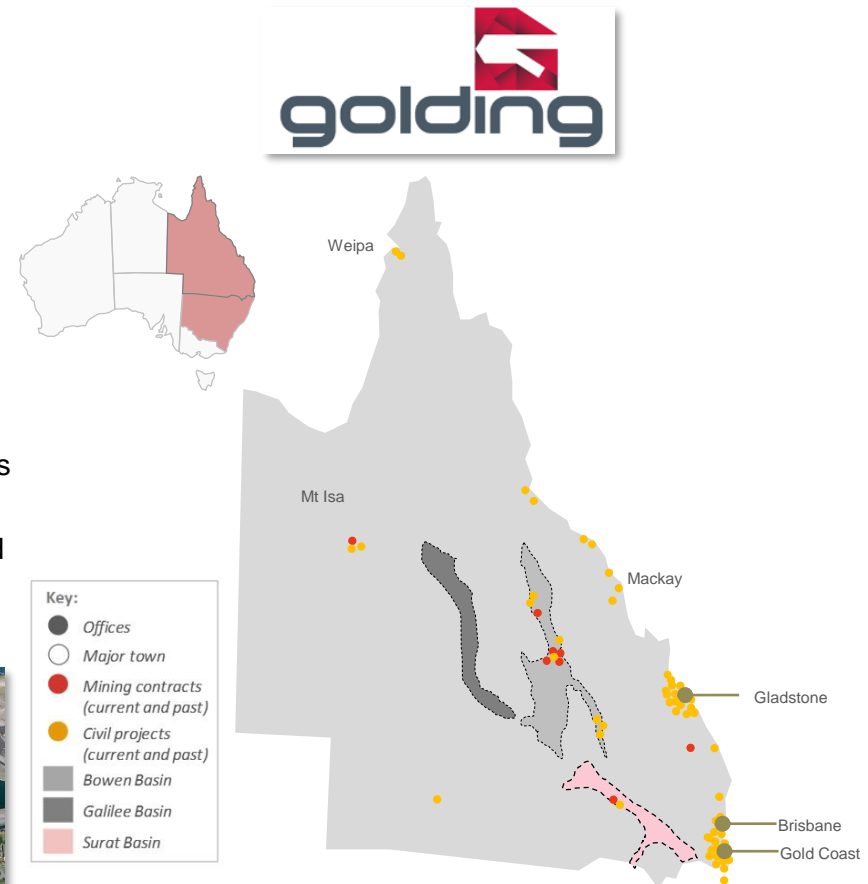 golding
Weipa
Mt Isa
s
Mackay
Key:
Offices
Major town
Mining contracts
(current and past)
Civil projects
(current and past)
Bowen Basin
Galilee Basin
Surat Basin
Gladstone
Brisbane
Gold Coast